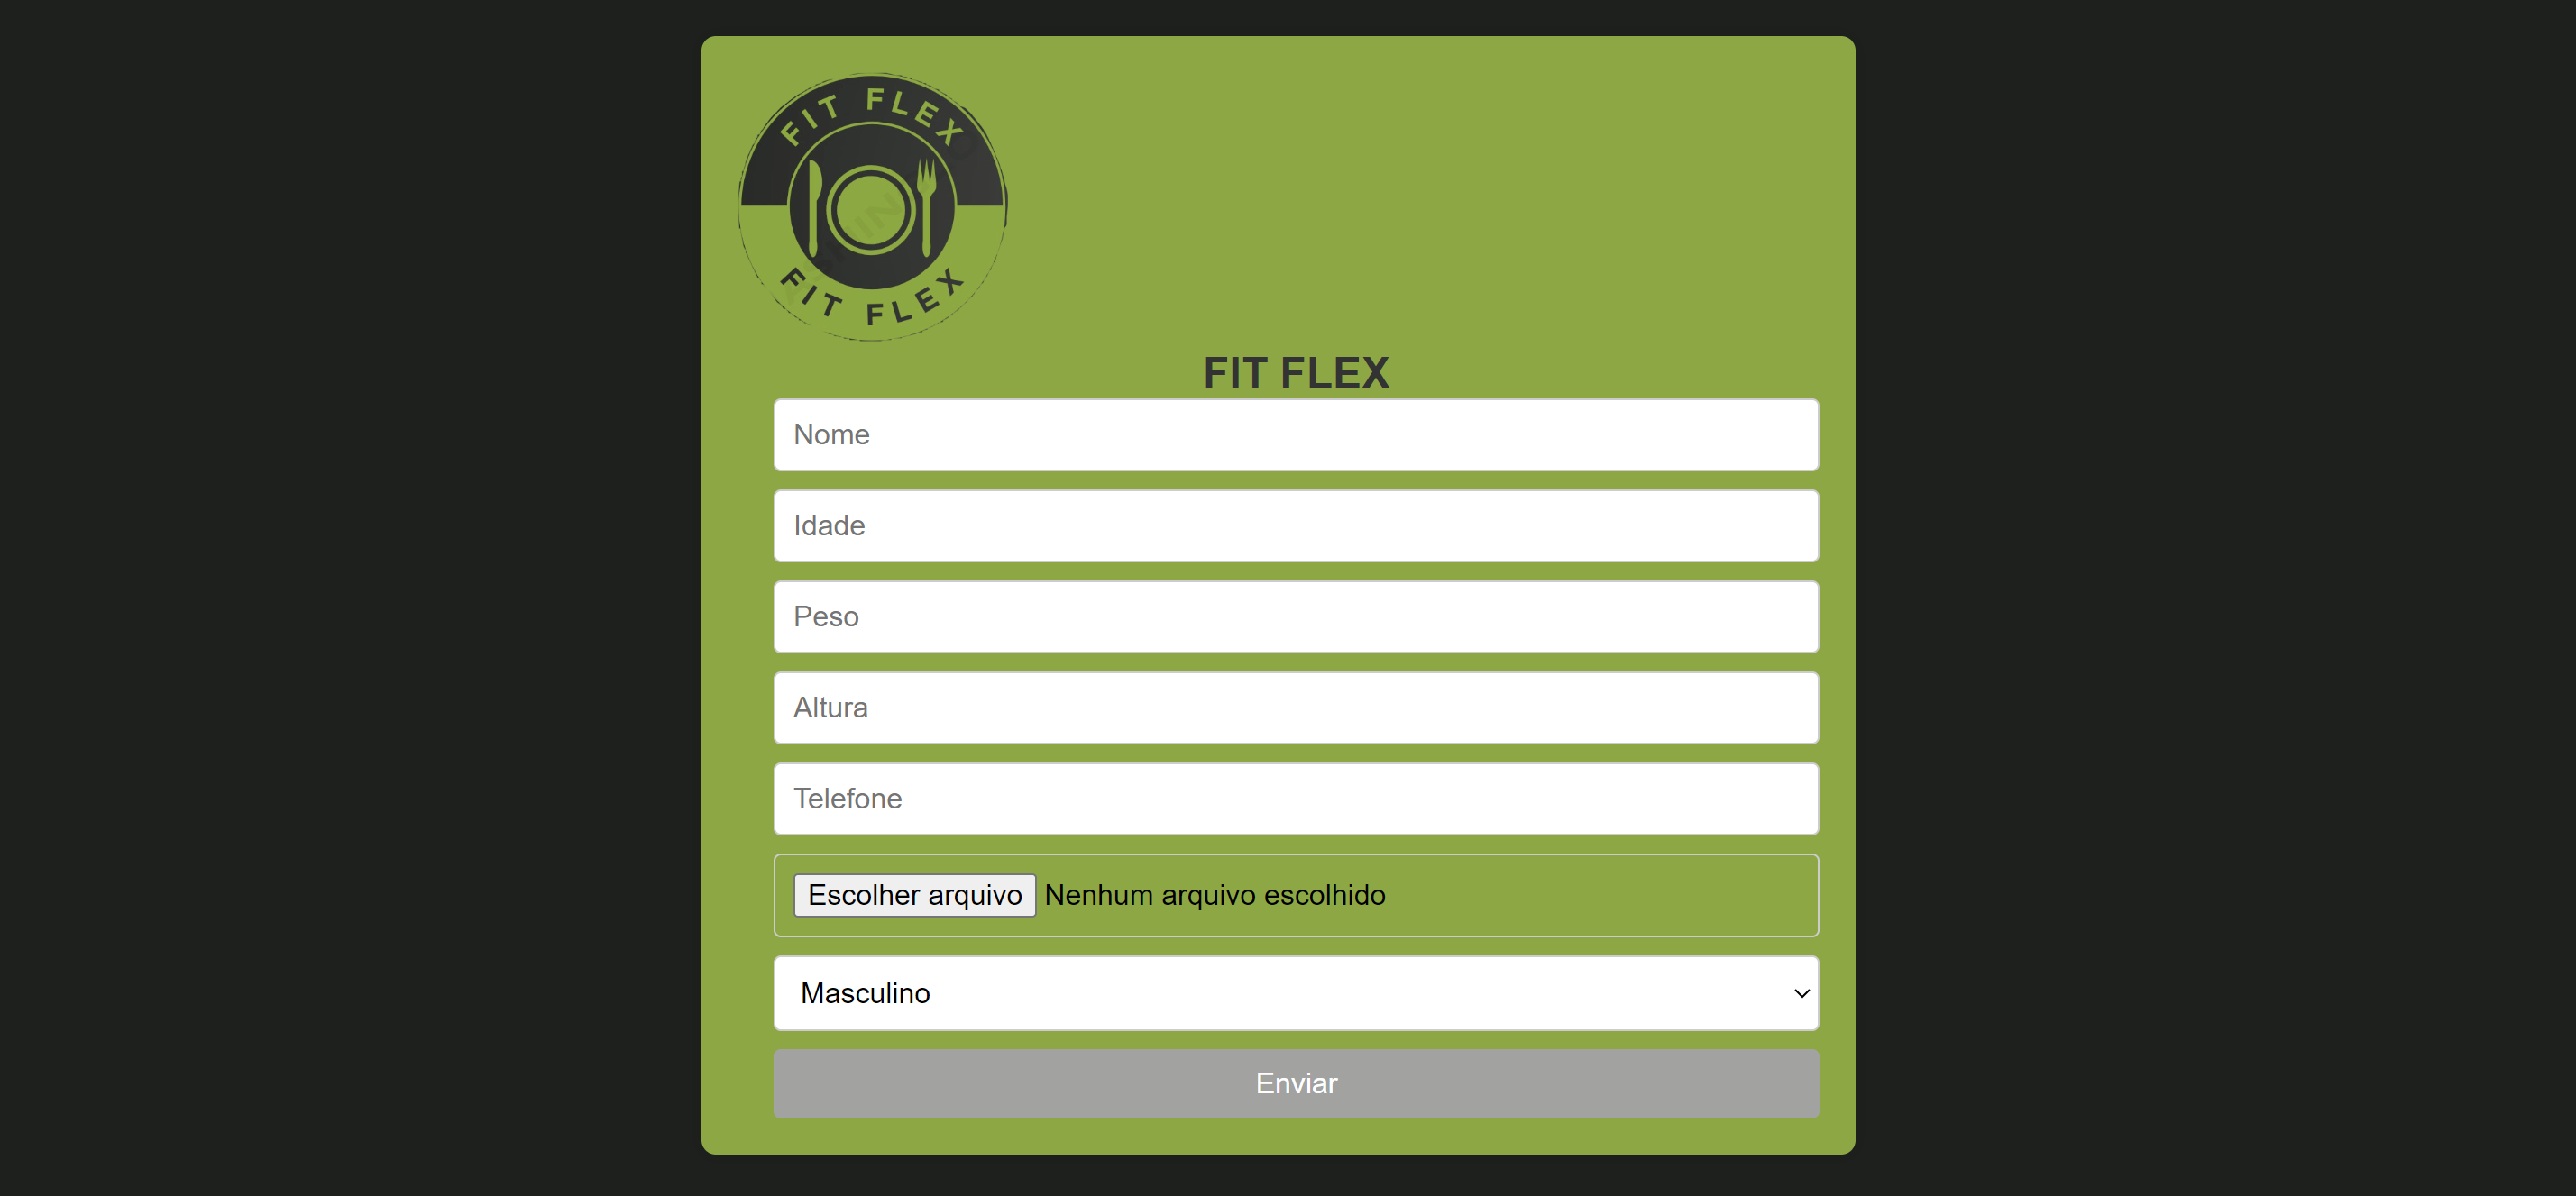 FIT FLEX
FIT FLEX
FIT FLEX
Nome
Idade
Peso
Altura
Telefone
Escolher arquivo Nenhum arquivo escolhido
Masculino
Enviar